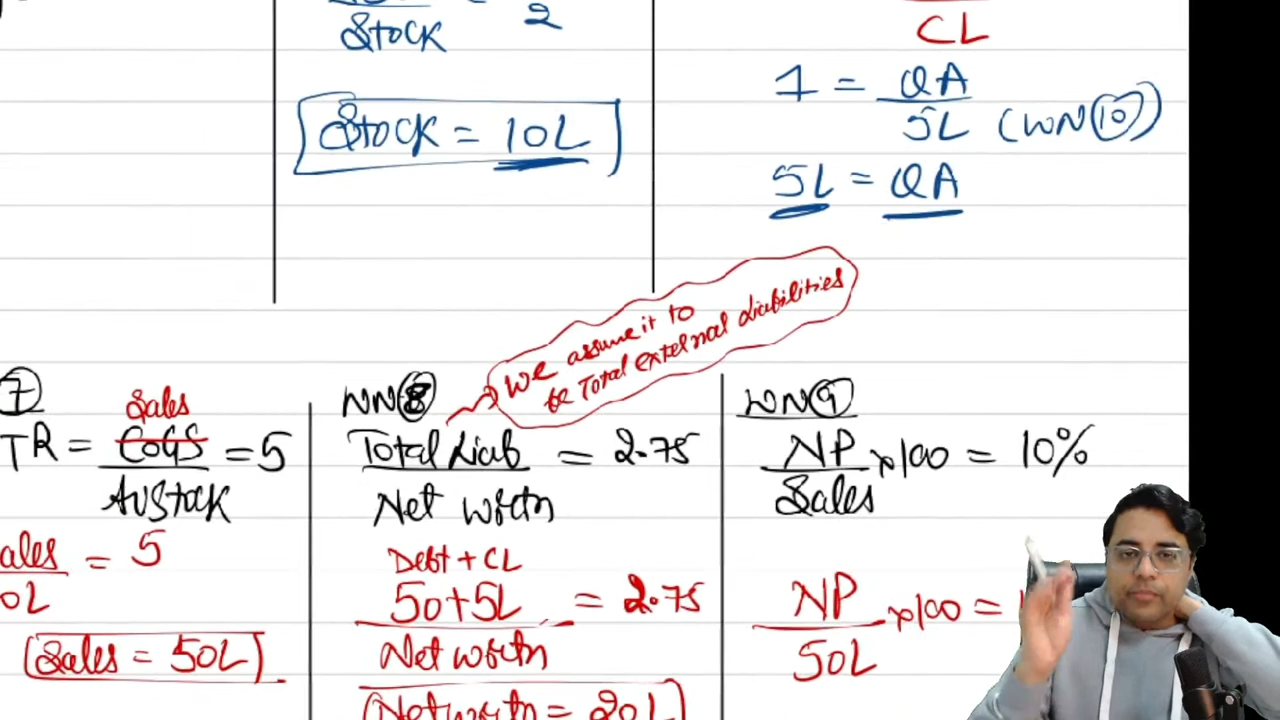 Stock 2
Stock = 10L
CL
1 = QA
5L (WN 10)
5L = QA
We assume it to
be Total external Liabilities
7
TR = Sales COGS = 5
Av Stock
ales = 5
0L
Sales = 50L
WN 8
Total Liab = 2.75
Net worth
Debt + CL
50+5L = 2.75
Net worth
Net worth = 20L
WN 9
NP x100 = 10%
Sales
NP x100 =
50L